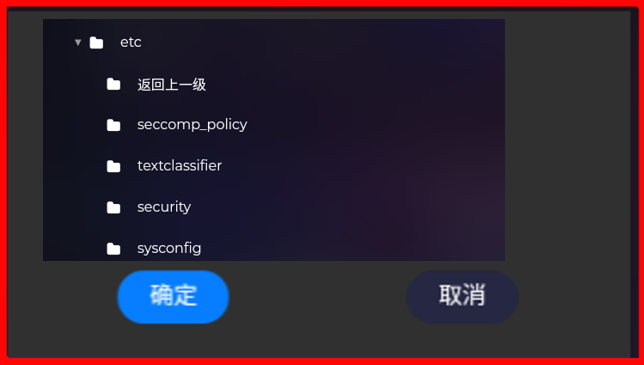 etc
返回上一级
seccomp_policy
textclassifier
security
sysconfig
确定
取消